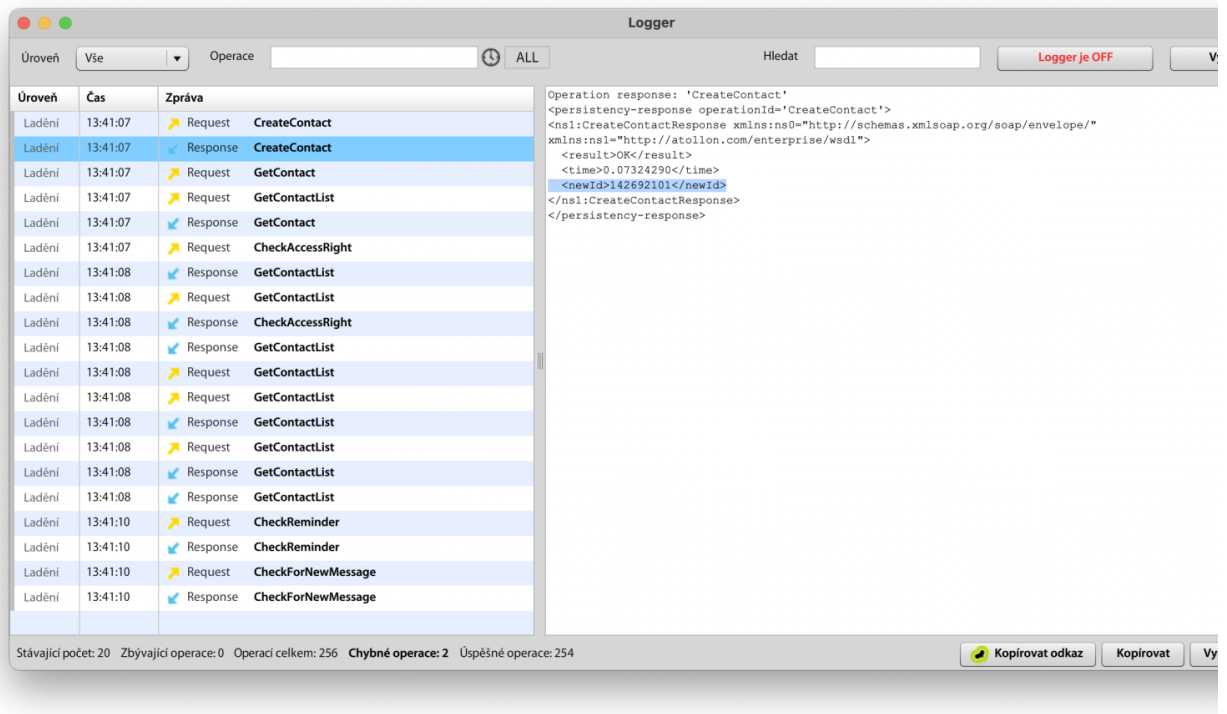 Logger
Úroveň Vše Operace ALL Hledat Logger je OFF
Úroveň Čas Zpráva
Ladění 13:41:07 Request CreateContact
Ladění 13:41:07 Response CreateContact
Ladění 13:41:07 Request GetContact
Ladění 13:41:07 Request GetContactList
Ladění 13:41:07 Response GetContact
Ladění 13:41:07 Request CheckAccessRight
Ladění 13:41:08 Response GetContactList
Ladění 13:41:08 Request GetContactList
Ladění 13:41:08 Response CheckAccessRight
Ladění 13:41:08 Response GetContactList
Ladění 13:41:08 Request GetContactList
Ladění 13:41:08 Request GetContactList
Ladění 13:41:08 Response GetContactList
Ladění 13:41:08 Request GetContactList
Ladění 13:41:08 Response GetContactList
Ladění 13:41:08 Response GetContactList
Ladění 13:41:10 Request CheckReminder
Ladění 13:41:10 Response CheckReminder
Ladění 13:41:10 Request CheckForNewMessage
Ladění 13:41:10 Response CheckForNewMessage
Operation response: 'CreateContact'
<persistency-response operationId='CreateContact'>
<ns1:CreateContactResponse xmlns:ns0="http://schemas.xmlsoap.org/soap/envelope/"
xmlns:ns1="http://atollon.com/enterprise/wsdl">
<result>OK</result>
<time>0.07324290</time>
<newId>142692101</newId>
</ns1:CreateContactResponse>
</persistency-response>
Stávající počet: 20 Zbývající operace: 0 Operací celkem: 256 Chybné operace: 2 Úspěšné operace: 254
Kopírovat odkaz Kopírovat